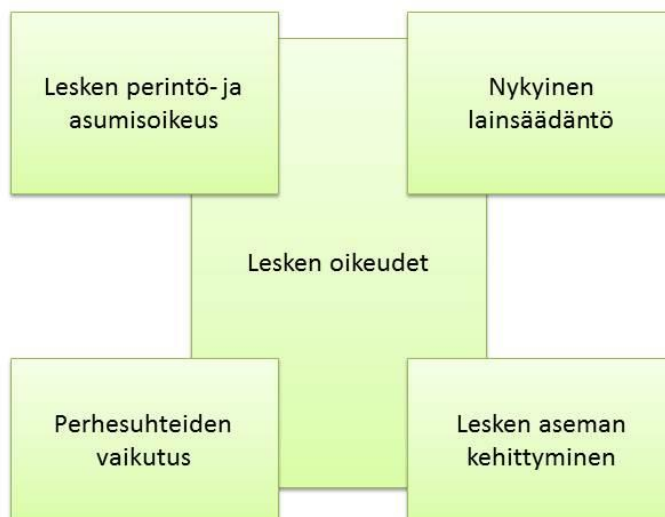 Lesken perintö- ja
asumisoikeus
Nykyinen
lainsäädäntö
Lesken oikeudet
Perhesuhteiden
vaikutus
Lesken aseman
kehittyminen